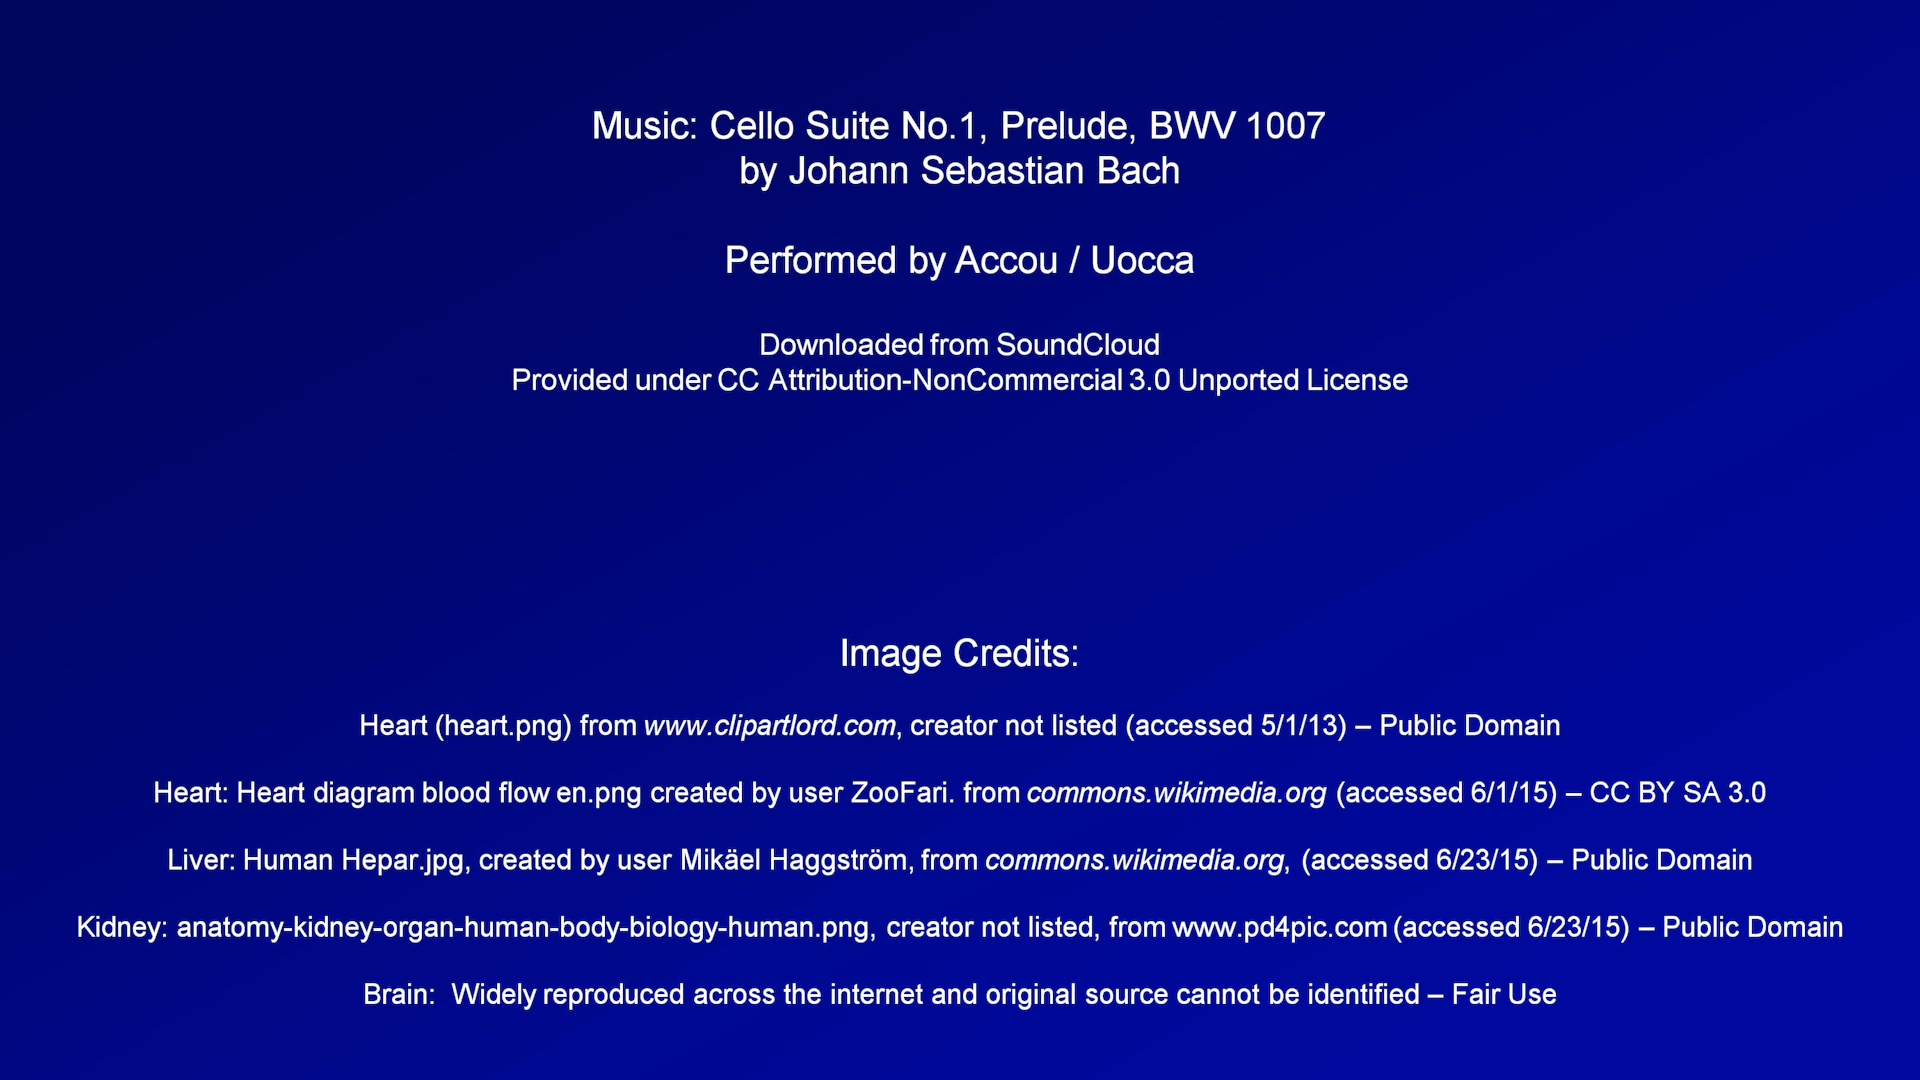 Music: Cello Suite No.1, Prelude, BWV 1007
by Johann Sebastian Bach
Performed by Accou / Uocca
Downloaded from SoundCloud
Provided under CC Attribution-NonCommercial 3.0 Unported License
Image Credits:
Heart (heart.png) from www.clipartlord.com, creator not listed (accessed 5/1/13) – Public Domain
Heart: Heart diagram blood flow en.png created by user ZooFari. from commons.wikimedia.org (accessed 6/1/15) – CC BY SA 3.0
Liver: Human Hepar.jpg, created by user Mikäel Haggström, from commons.wikimedia.org, (accessed 6/23/15) – Public Domain
Kidney: anatomy-kidney-organ-human-body-biology-human.png, creator not listed, from www.pd4pic.com (accessed 6/23/15) – Public Domain
Brain:  Widely reproduced across the internet and original source cannot be identified – Fair Use